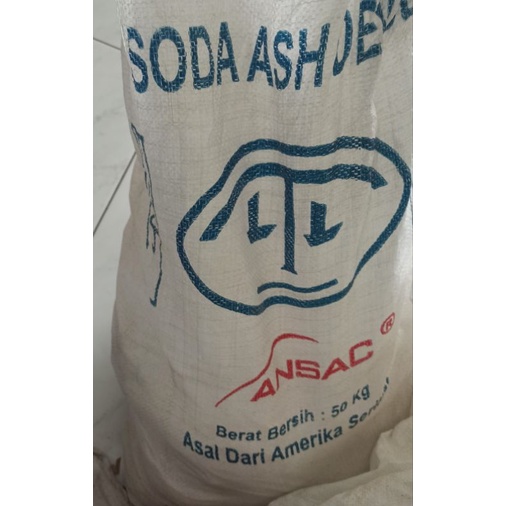 SODA ASH
ANSAC ®
Berat Bersih : 50 Kg
Asal Dari Amerika